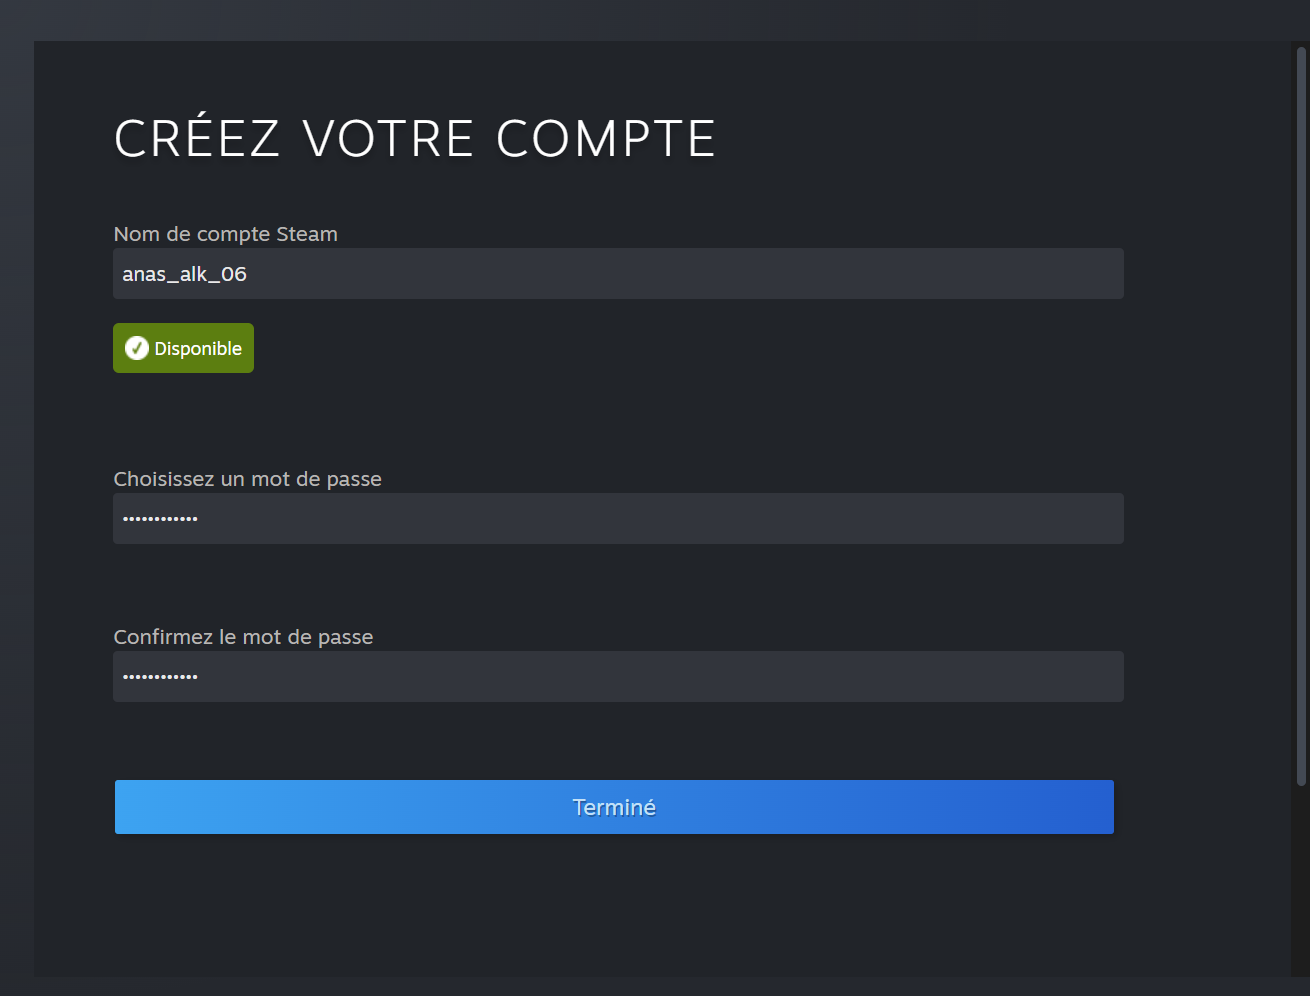 CRÉEZ VOTRE COMPTE
Nom de compte Steam
anas_alk_06
Disponible
Choisissez un mot de passe
••••••••••••
Confirmez le mot de passe
••••••••••••
Terminé